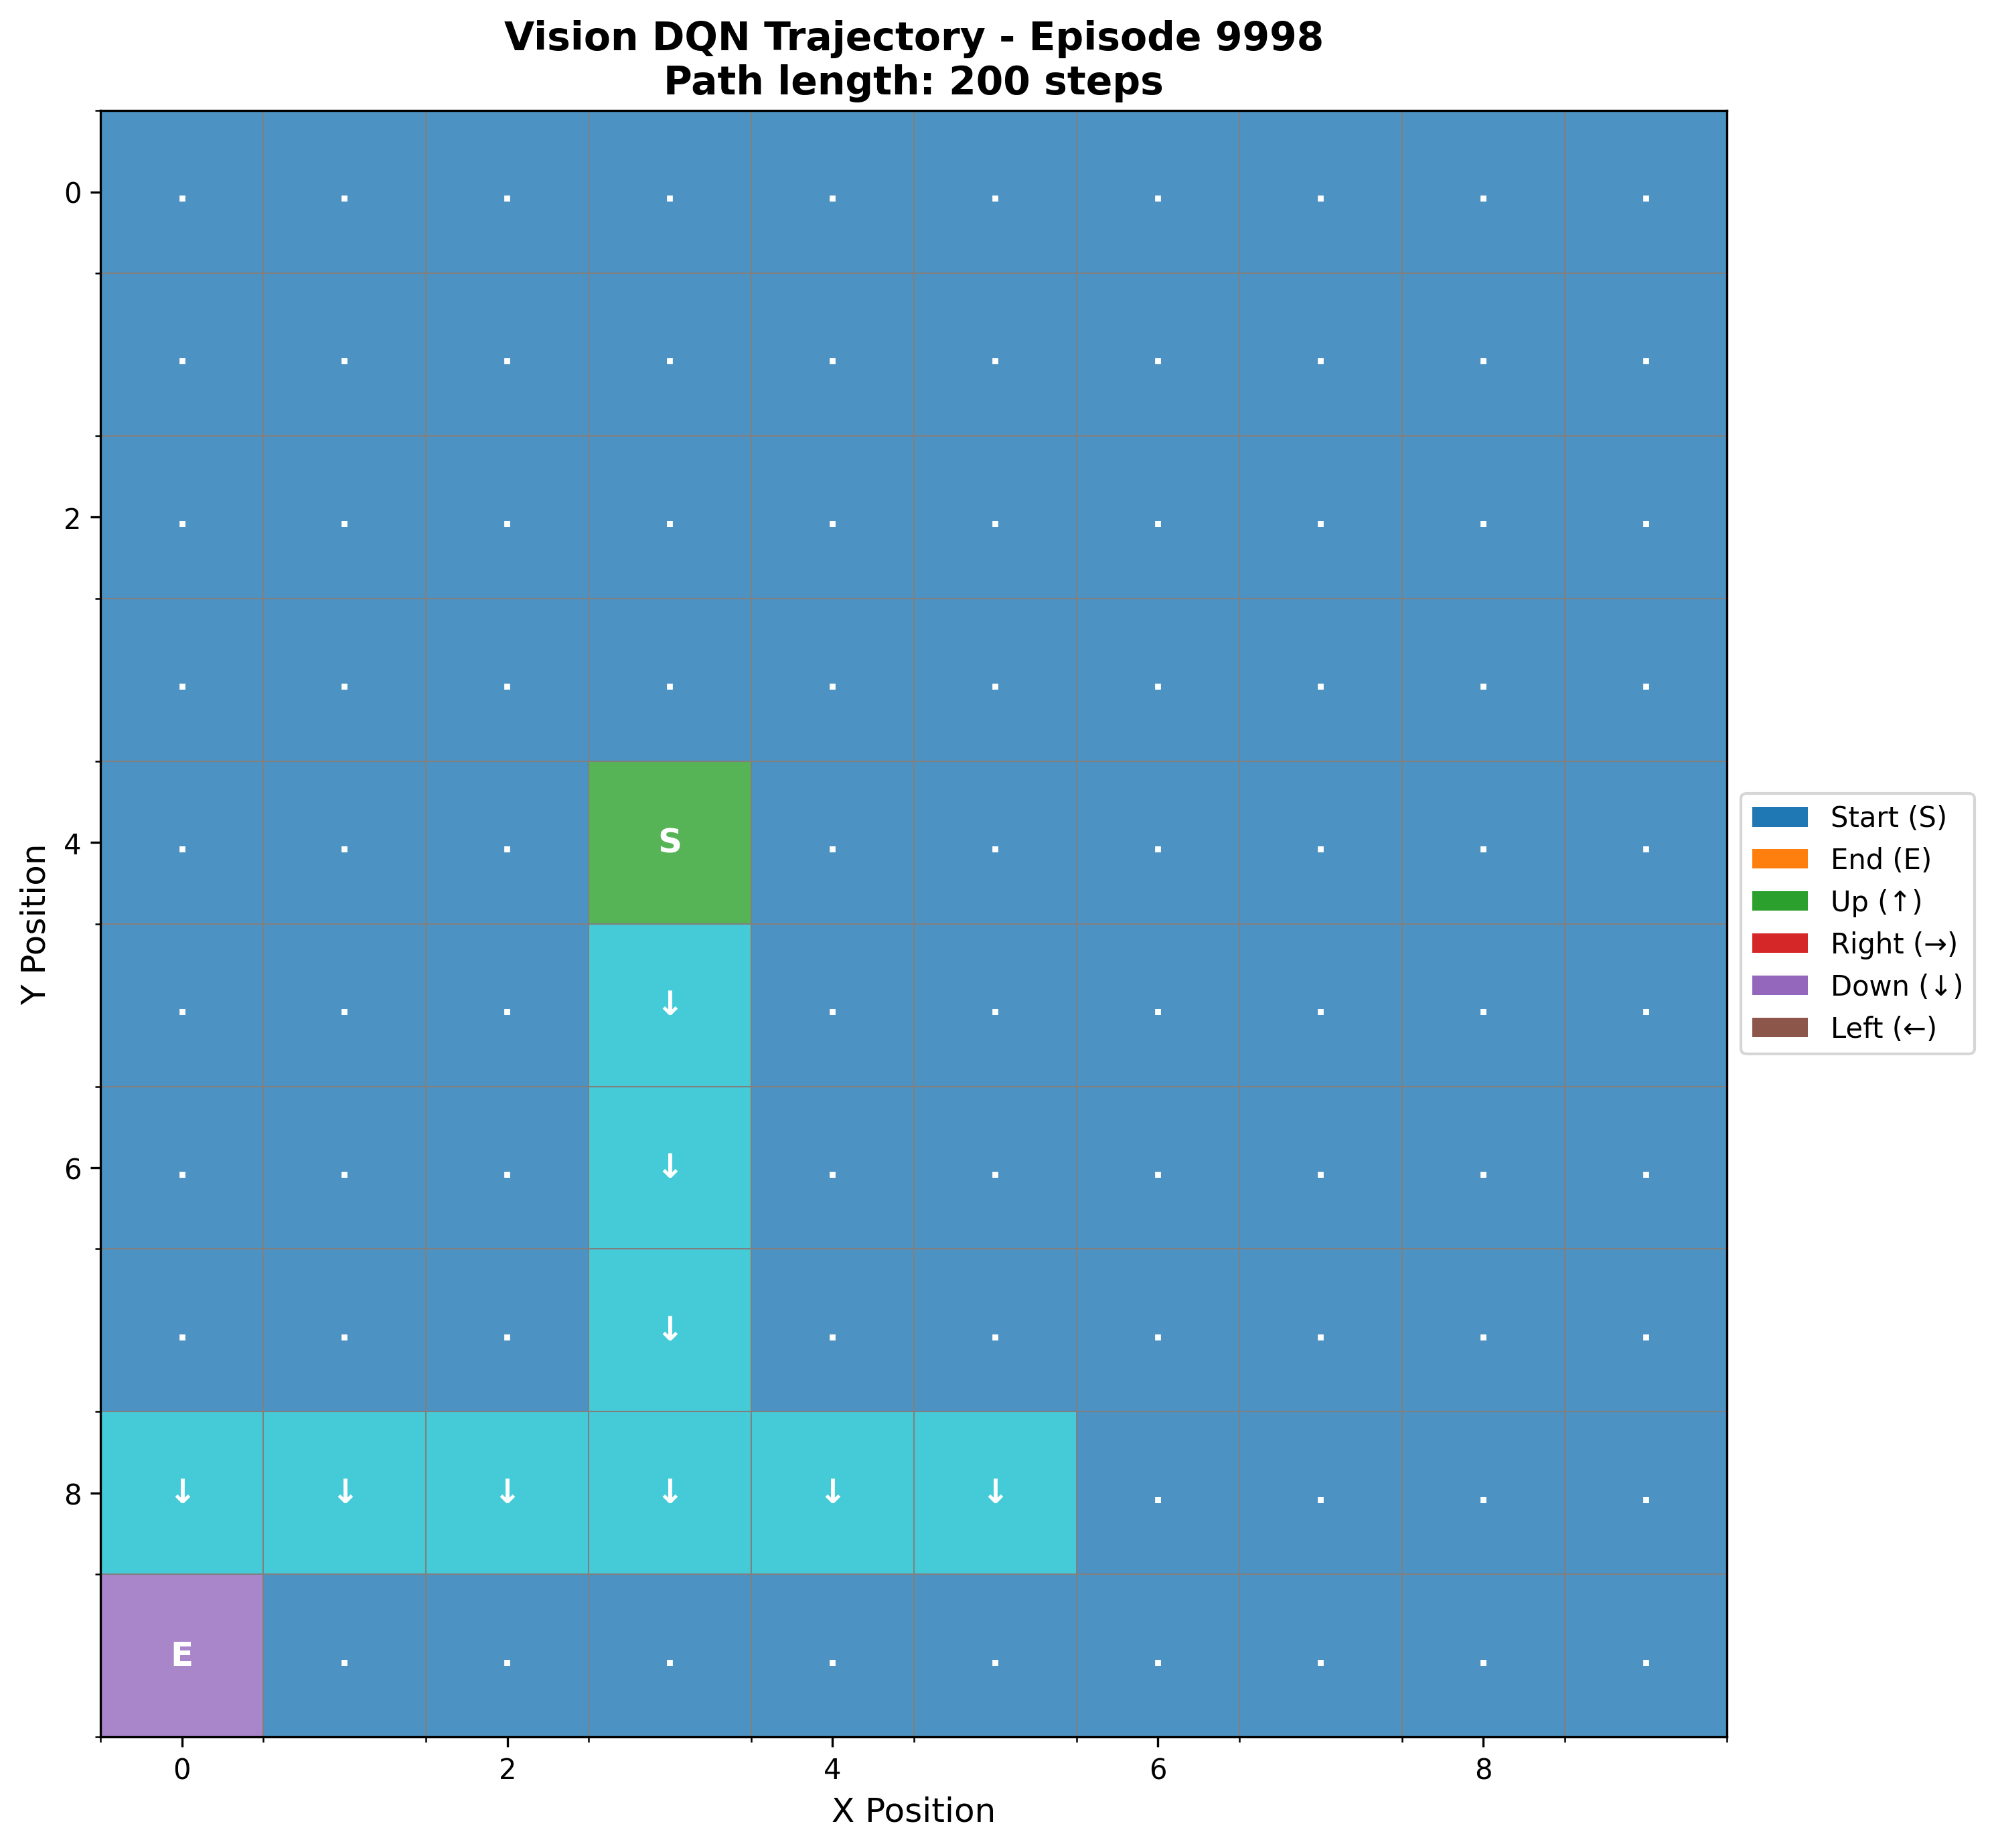 Vision DQN Trajectory - Episode 9998
Path length: 200 steps
0 . . . . . . . . . .
. . . . . . . . . .
2 . . . . . . . . . .
. . . . . . . . . .
4 . . . S . . . . . .
. . . ↓ . . . . . .
6 . . . ↓ . . . . . .
. . . ↓ . . . . . .
8 ↓ ↓ ↓ ↓ ↓ ↓ . . . .
E . . . . . . . . .
0 2 4 6 8
X Position
Y Position
Start (S)
End (E)
Up (↑)
Right (→)
Down (↓)
Left (←)